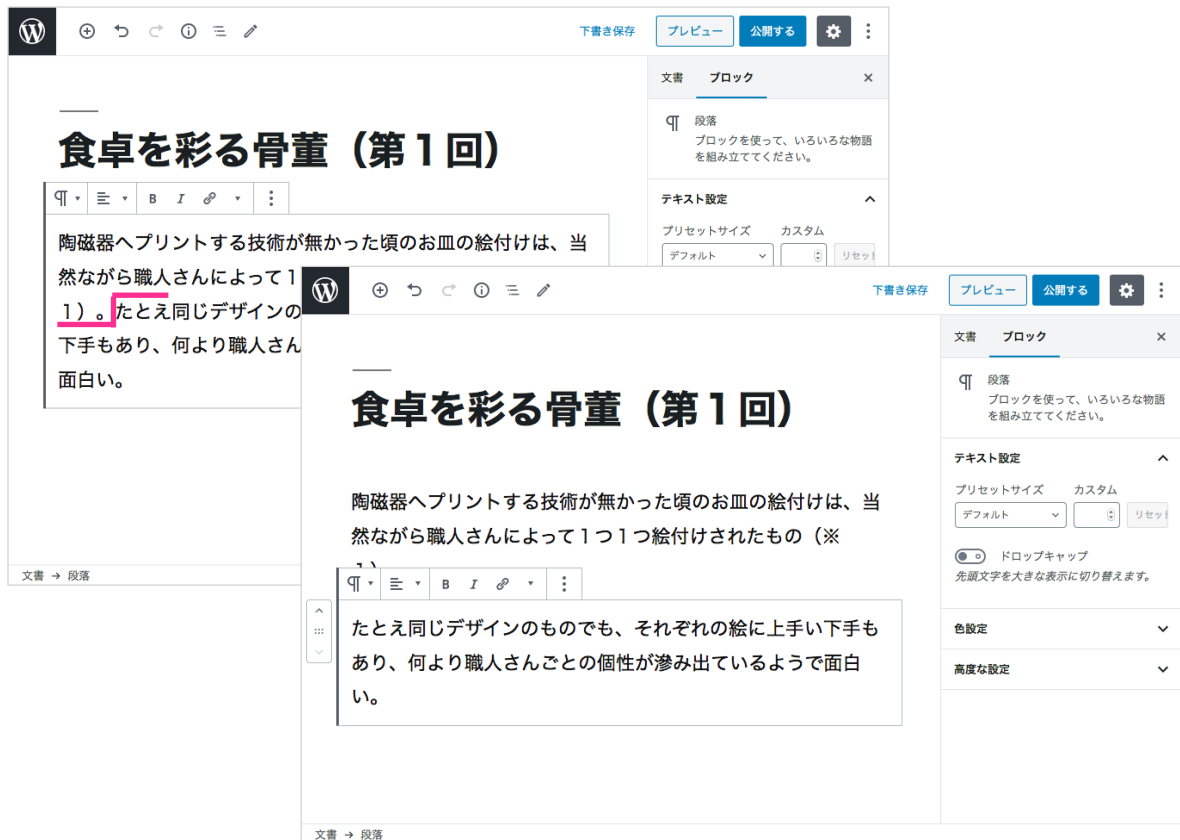 下書き保存
プレビュー
公開する
文書
ブロック
段落
ブロックを使って、いろいろな物語
を組み立ててください。
食卓を彩る骨董（第１回）
B I
陶磁器へプリントする技術が無かった頃のお皿の絵付けは、当
然ながら職人さんによって１
１）。たとえ同じデザインの
下手もあり、何より職人さん
面白い。
テキスト設定
プリセットサイズ
カスタム
デフォルト
リセット
文書 → 段落
下書き保存
プレビュー
公開する
文書
ブロック
段落
ブロックを使って、いろいろな物語
を組み立ててください。
食卓を彩る骨董（第１回）
陶磁器へプリントする技術が無かった頃のお皿の絵付けは、当
然ながら職人さんによって１つ１つ絵付けされたもの（※
B I
たとえ同じデザインのものでも、それぞれの絵に上手い下手も
あり、何より職人さんごとの個性が滲み出ているようで面白
い。
テキスト設定
プリセットサイズ
カスタム
デフォルト
リセット
ドロップキャップ
先頭文字を大きな表示に切り替えます。
色設定
高度な設定
文書 → 段落